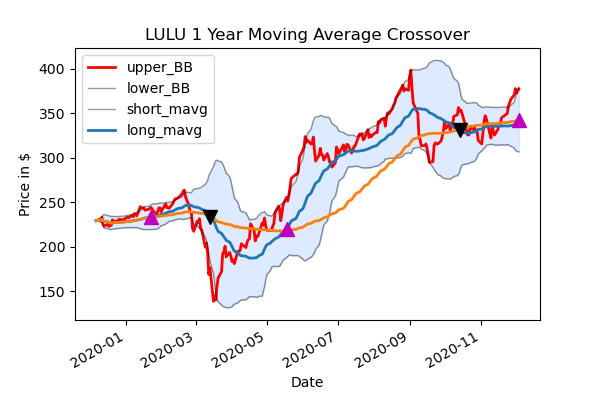 LULU 1 Year Moving Average Crossover
upper_BB
lower_BB
short_mavg
long_mavg
Price in $
400
350
300
250
200
150
2020-01
2020-03
2020-05
2020-07
2020-09
2020-11
Date